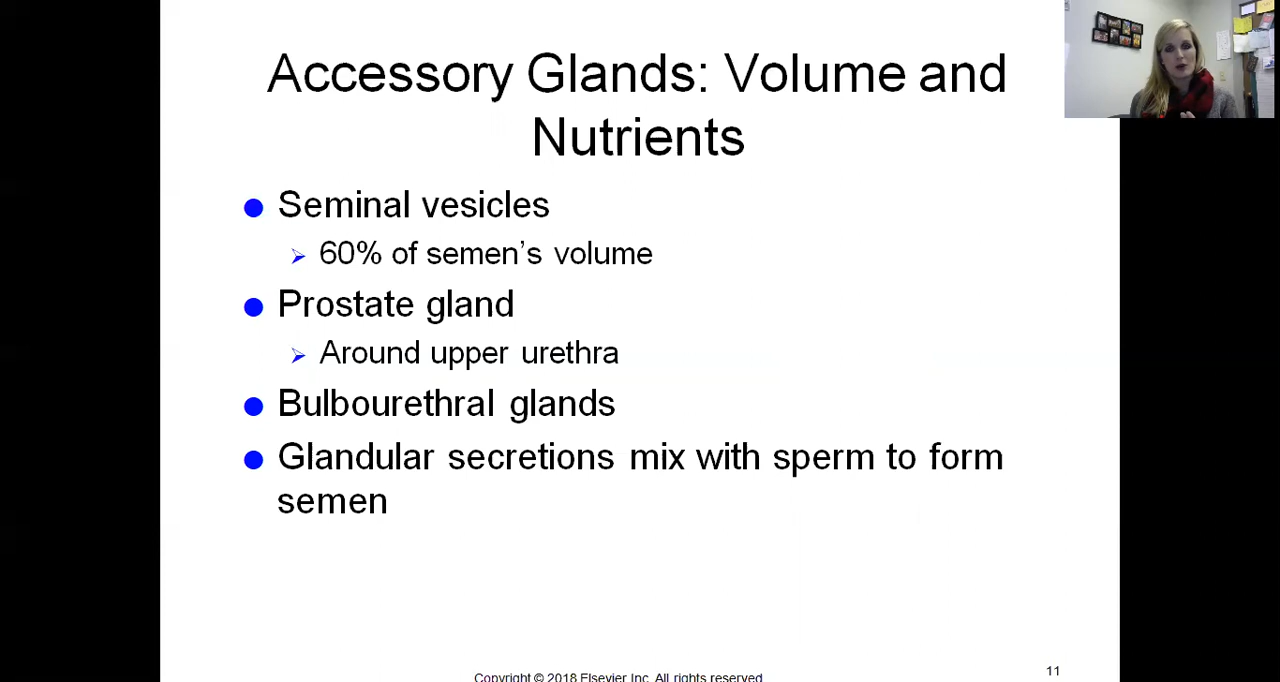 Accessory Glands: Volume and
Nutrients
Seminal vesicles
60% of semen’s volume
Prostate gland
Around upper urethra
Bulbourethral glands
Glandular secretions mix with sperm to form
semen
Copyright © 2018 Elsevier Inc. All rights reserved
11